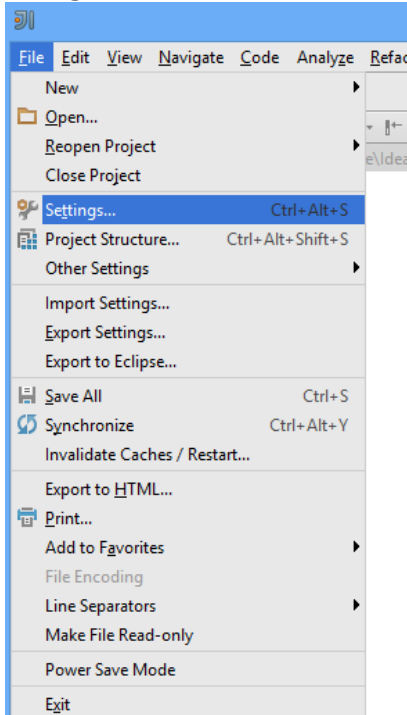 File Edit View Navigate Code Analyze Refac
New
Open...
Reopen Project
e\Idea
Close Project
Settings... Ctrl+Alt+S
Project Structure... Ctrl+Alt+Shift+S
Other Settings
Import Settings...
Export Settings...
Export to Eclipse...
Save All Ctrl+S
Synchronize Ctrl+Alt+Y
Invalidate Caches / Restart...
Export to HTML...
Print...
Add to Favorites
File Encoding
Line Separators
Make File Read-only
Power Save Mode
Exit